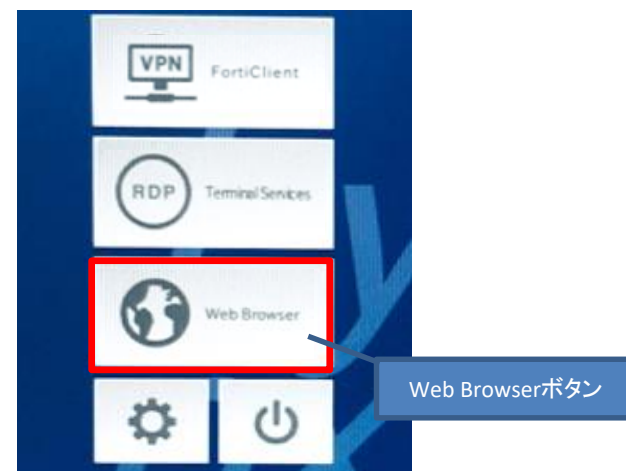 VPN
FortiClient
RDP
Terminal Services
Web Browser
Web Browserボタン